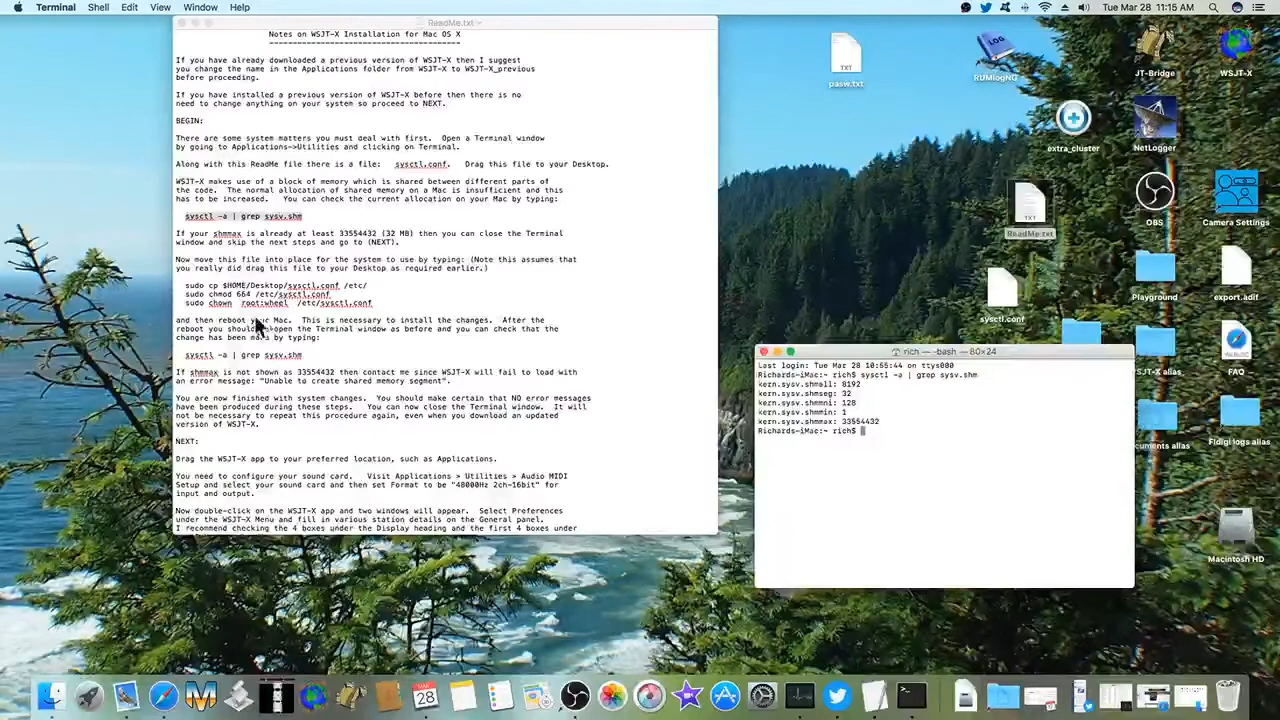 Terminal Shell Edit View Window Help
Tue Mar 28 11:15 AM
ReadMe.txt
Notes on WSJT-X Installation for Mac OS X
-----------------------------------------
If you have already downloaded a previous version of WSJT-X then I suggest
you change the name in the Applications folder from WSJT-X to WSJT-X_previous
before proceeding.
If you have installed a previous version of WSJT-X before then there is no
need to change anything on your system so proceed to NEXT.
BEGIN:
There are some system matters you must deal with first. Open a Terminal window
by going to Applications->Utilities and clicking on Terminal.
Along with this ReadMe file there is a file: sysctl.conf. Drag this file to your Desktop.
WSJT-X makes use of a block of memory which is shared between different parts of
the code. The normal allocation of shared memory on a Mac is insufficient and this
has to be increased. You can check the current allocation on your Mac by typing:
sysctl -a | grep sysv.shm
If your shmmax is already at least 33554432 (32 MB) then you can close the Terminal
window and skip the next steps and go to (NEXT).
Now move this file into place for the system to use by typing: (Note this assumes that
you really did drag this file to your Desktop as required earlier.)
sudo cp $HOME/Desktop/sysctl.conf /etc/
sudo chmod 664 /etc/sysctl.conf
sudo chown root:wheel /etc/sysctl.conf
and then reboot your Mac. This is necessary to install the changes. After the
reboot you should open the Terminal window as before and you can check that the
change has been made by typing:
sysctl -a | grep sysv.shm
If shmmax is not shown as 33554432 then contact me since WSJT-X will fail to load with
an error message: "Unable to create shared memory segment".
You are now finished with system changes. You should make certain that NO error messages
have been produced during these steps. You can now close the Terminal window. It will
not be necessary to repeat this procedure again, even when you download an updated
version of WSJT-X.
NEXT:
Drag the WSJT-X app to your preferred location, such as Applications.
You need to configure your sound card. Visit Applications > Utilities > Audio MIDI
Setup and select your sound card and then set Format to be "48000Hz 2ch-16bit" for
input and output.
Now double-click on the WSJT-X app and two windows will appear. Select Preferences
under the WSJT-X Menu and fill in various station details on the General panel.
I recommend checking the 4 boxes under the Display heading and the first 4 boxes under
TXT
pasw.txt
LOG
RUMlogNG
JT-Bridge
WSJT-X
extra_cluster
NetLogger
TXT
ReadMe.txt
OBS
Camera Settings
sysctl.conf
Playground
export.adif
SJT-X alias
FAQ
cuments alias
Fldigi logs alias
Macintosh HD
rich — -bash — 80×24
Last login: Tue Mar 28 10:55:44 on ttys000
Richards-iMac:~ rich$ sysctl -a | grep sysv.shm
kern.sysv.shmall: 8192
kern.sysv.shmseg: 32
kern.sysv.shmmni: 128
kern.sysv.shmmin: 1
kern.sysv.shmmax: 33554432
Richards-iMac:~ rich$
MAR
28